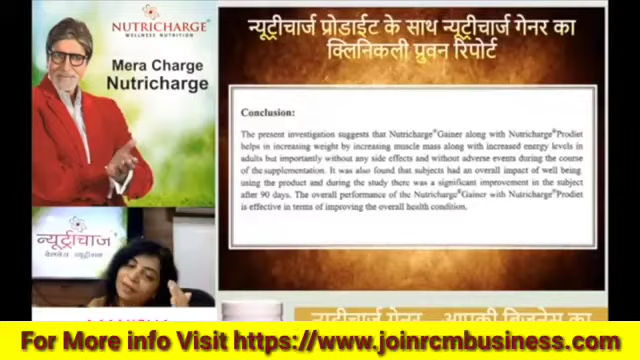 NUTRICHARGE
WELLNESS NUTRITION
Mera Charge
Nutricharge
न्यूट्रीचार्ज प्रोडाईट के साथ न्यूट्रीचार्ज गेनर का
क्लिनिकली प्रुवन रिपोर्ट
Conclusion:
The present investigation suggests that Nutricharge®Gainer along with Nutricharge®Prodiet
helps in increasing weight by increasing muscle mass along with increased energy levels in
adults but importantly without any side effects and without adverse events during the course
of the supplementation. It was also found that subjects had an overall impact of well being
using the product and during the study there was a significant improvement in the subject
after 90 days. The overall performance of the Nutricharge®Gainer with Nutricharge®Prodiet
is effective in terms of improving the overall health condition.
न्यूट्रीचार्ज
वेलनेस न्यूट्रीशन
न्यूट्रीचार्ज गेनर - आपकी बिज़नेस का
For More info Visit https://www.joinrcmbusiness.com